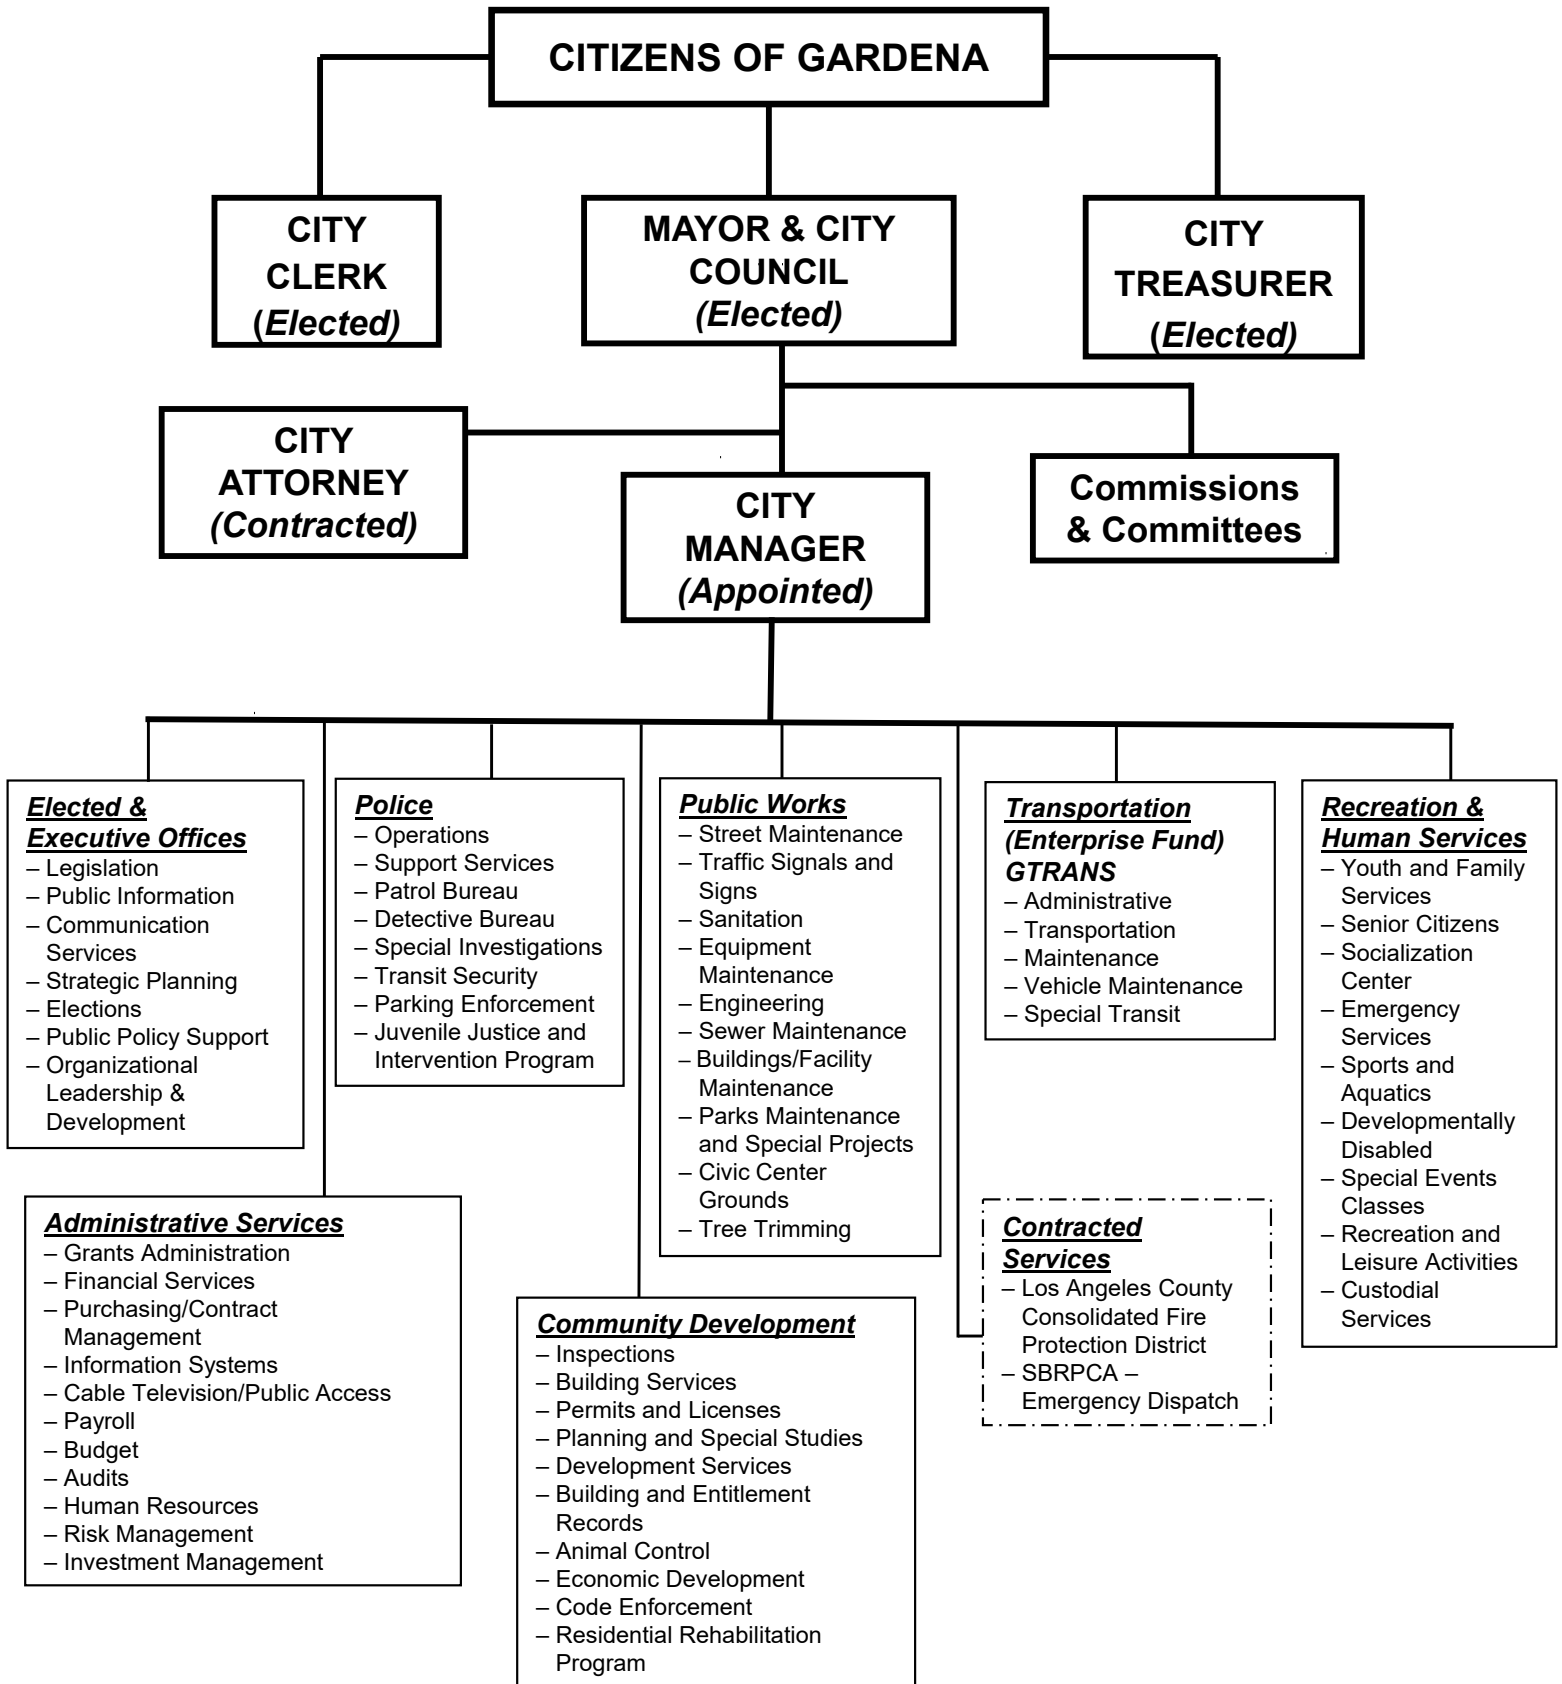 CITIZENS OF GARDENA
CITY
CLERK
(Elected)
MAYOR & CITY
COUNCIL
(Elected)
CITY
TREASURER
(Elected)
CITY
ATTORNEY
(Contracted)
CITY
MANAGER
(Appointed)
Commissions
& Committees
Elected &
Executive Offices
– Legislation
– Public Information
– Communication
Services
– Strategic Planning
– Elections
– Public Policy Support
– Organizational
Leadership &
Development
Police
– Operations
– Support Services
– Patrol Bureau
– Detective Bureau
– Special Investigations
– Transit Security
– Parking Enforcement
– Juvenile Justice and
Intervention Program
Public Works
– Street Maintenance
– Traffic Signals and
Signs
– Sanitation
– Equipment
Maintenance
– Engineering
– Sewer Maintenance
– Buildings/Facility
Maintenance
– Parks Maintenance
and Special Projects
– Civic Center
Grounds
– Tree Trimming
Transportation
(Enterprise Fund)
GTRANS
– Administrative
– Transportation
– Maintenance
– Vehicle Maintenance
– Special Transit
Recreation &
Human Services
– Youth and Family
Services
– Senior Citizens
– Socialization
Center
– Emergency
Services
– Sports and
Aquatics
– Developmentally
Disabled
– Special Events
Classes
– Recreation and
Leisure Activities
– Custodial
Services
Administrative Services
– Grants Administration
– Financial Services
– Purchasing/Contract
Management
– Information Systems
– Cable Television/Public Access
– Payroll
– Budget
– Audits
– Human Resources
– Risk Management
– Investment Management
Community Development
– Inspections
– Building Services
– Permits and Licenses
– Planning and Special Studies
– Development Services
– Building and Entitlement
Records
– Animal Control
– Economic Development
– Code Enforcement
– Residential Rehabilitation
Program
Contracted
Services
– Los Angeles County
Consolidated Fire
Protection District
– SBRPCA –
Emergency Dispatch